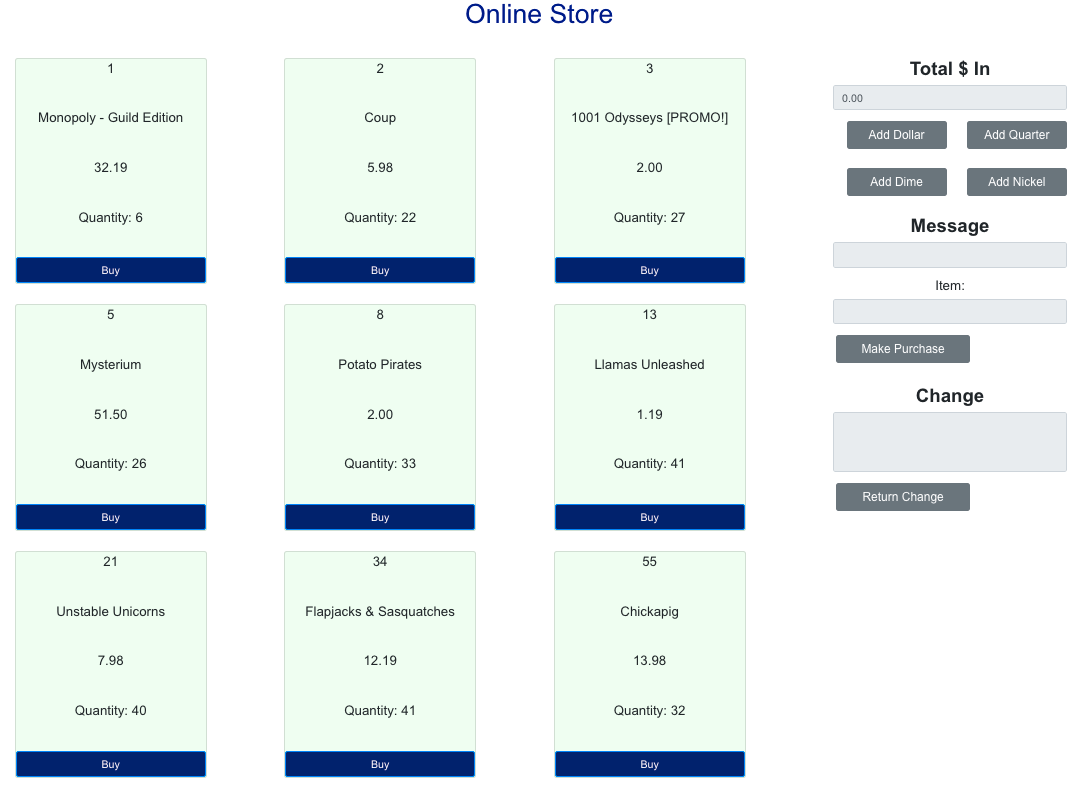 Online Store
1
Monopoly - Guild Edition
32.19
Quantity: 6
Buy
2
Coup
5.98
Quantity: 22
Buy
3
1001 Odysseys [PROMO!]
2.00
Quantity: 27
Buy
5
Mysterium
51.50
Quantity: 26
Buy
8
Potato Pirates
2.00
Quantity: 33
Buy
13
Llamas Unleashed
1.19
Quantity: 41
Buy
21
Unstable Unicorns
7.98
Quantity: 40
Buy
34
Flapjacks & Sasquatches
12.19
Quantity: 41
Buy
55
Chickapig
13.98
Quantity: 32
Buy
Total $ In
0.00
Add Dollar
Add Quarter
Add Dime
Add Nickel
Message
Item:
Make Purchase
Change
Return Change